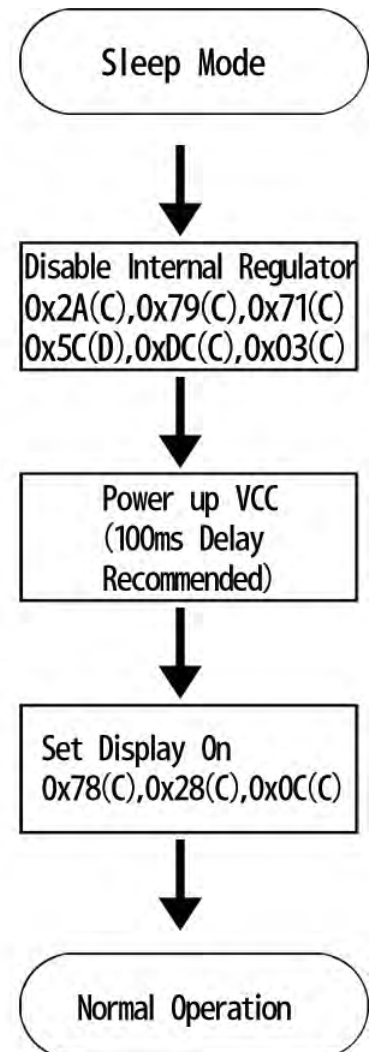 Sleep Mode
Disable Internal Regulator
0x2A(C),0x79(C),0x71(C)
0x5C(D),0xDC(C),0x03(C)
Power up VCC
(100ms Delay
Recommended)
Set Display On
0x78(C),0x28(C),0x0C(C)
Normal Operation